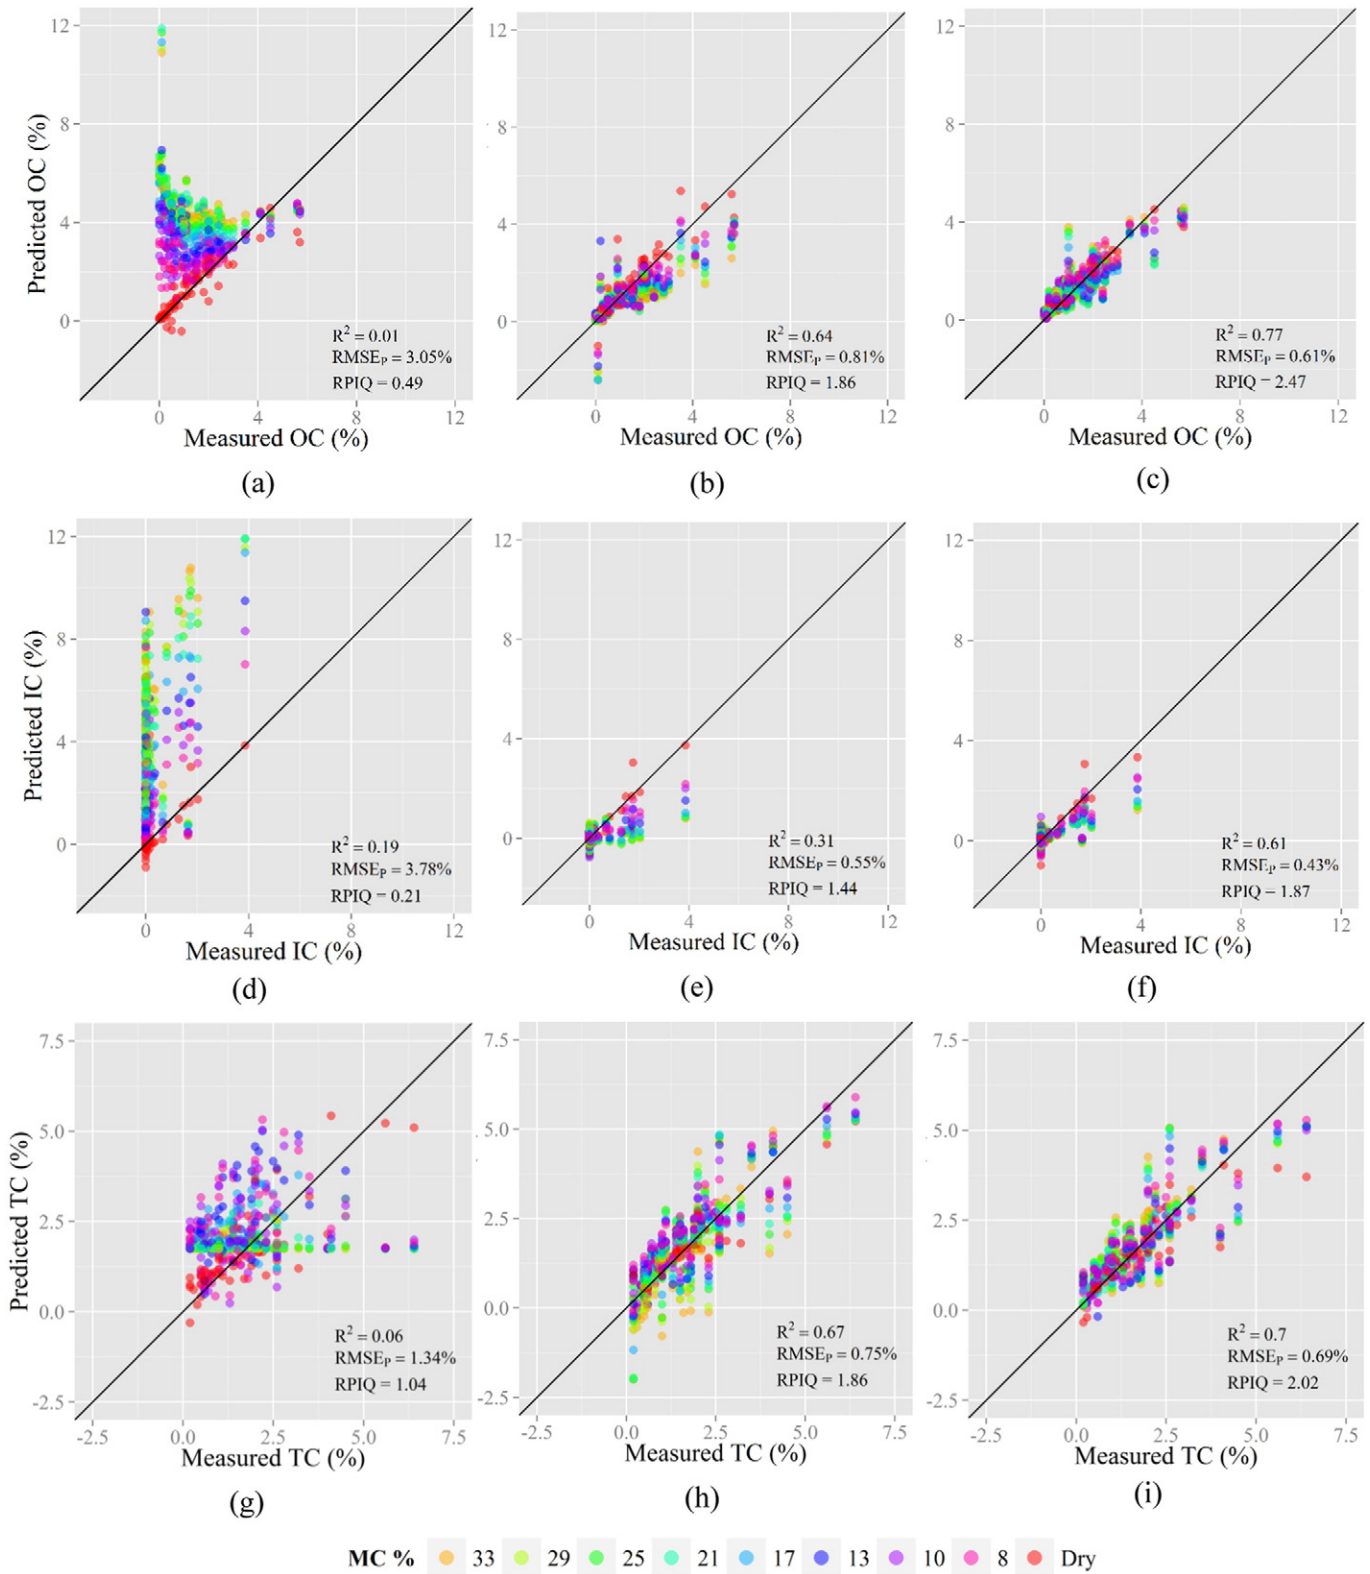 12
8
4
0
Predicted OC (%)
R² = 0.01
RMSEP = 3.05%
RPIQ = 0.49
0 4 8 12
Measured OC (%)
(a)
12
8
4
0
R² = 0.64
RMSEP = 0.81%
RPIQ = 1.86
0 4 8 12
Measured OC (%)
(b)
12
8
4
0
R² = 0.77
RMSEP = 0.61%
RPIQ = 2.47
0 4 8 12
Measured OC (%)
(c)
12
8
4
0
Predicted IC (%)
R² = 0.19
RMSEP = 3.78%
RPIQ = 0.21
0 4 8 12
Measured IC (%)
(d)
12
8
4
0
R² = 0.31
RMSEP = 0.55%
RPIQ = 1.44
0 4 8 12
Measured IC (%)
(e)
12
8
4
0
R² = 0.61
RMSEP = 0.43%
RPIQ = 1.87
0 4 8 12
Measured IC (%)
(f)
7.5
5.0
2.5
0.0
-2.5
Predicted TC (%)
R² = 0.06
RMSEP = 1.34%
RPIQ = 1.04
-2.5 0.0 2.5 5.0 7.5
Measured TC (%)
(g)
7.5
5.0
2.5
0.0
-2.5
R² = 0.67
RMSEP = 0.75%
RPIQ = 1.86
-2.5 0.0 2.5 5.0 7.5
Measured TC (%)
(h)
7.5
5.0
2.5
0.0
-2.5
R² = 0.7
RMSEP = 0.69%
RPIQ = 2.02
-2.5 0.0 2.5 5.0 7.5
Measured TC (%)
(i)
MC % 33 29 25 21 17 13 10 8 Dry